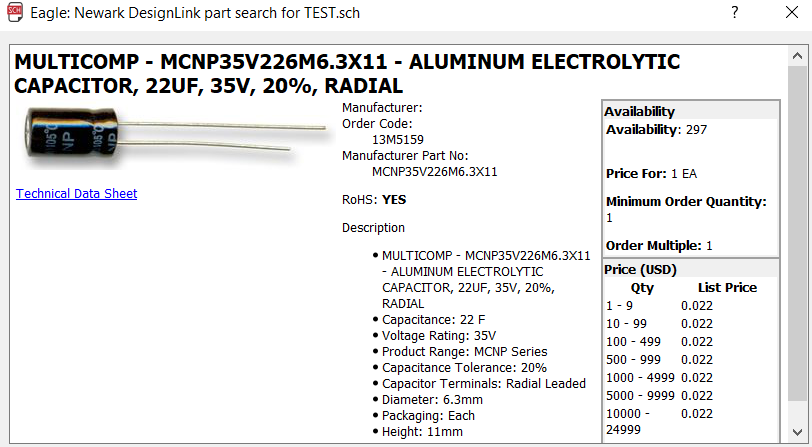 Eagle: Newark DesignLink part search for TEST.sch
?
SCH
MULTICOMP - MCNP35V226M6.3X11 - ALUMINUM ELECTROLYTIC
CAPACITOR, 22UF, 35V, 20%, RADIAL
105°C
NP
Technical Data Sheet
Manufacturer:
Order Code:
13M5159
Manufacturer Part No:
MCNP35V226M6.3X11
RoHS: YES
Description
MULTICOMP - MCNP35V226M6.3X11
- ALUMINUM ELECTROLYTIC
CAPACITOR, 22UF, 35V, 20%,
RADIAL
Capacitance: 22 F
Voltage Rating: 35V
Product Range: MCNP Series
Capacitance Tolerance: 20%
Capacitor Terminals: Radial Leaded
Diameter: 6.3mm
Packaging: Each
Height: 11mm
Availability
Availability: 297
Price For: 1 EA
Minimum Order Quantity:
1
Order Multiple: 1
Price (USD)
Qty List Price
1 - 9 0.022
10 - 99 0.022
100 - 499 0.022
500 - 999 0.022
1000 - 4999 0.022
5000 - 9999 0.022
10000 - 0.022
24999